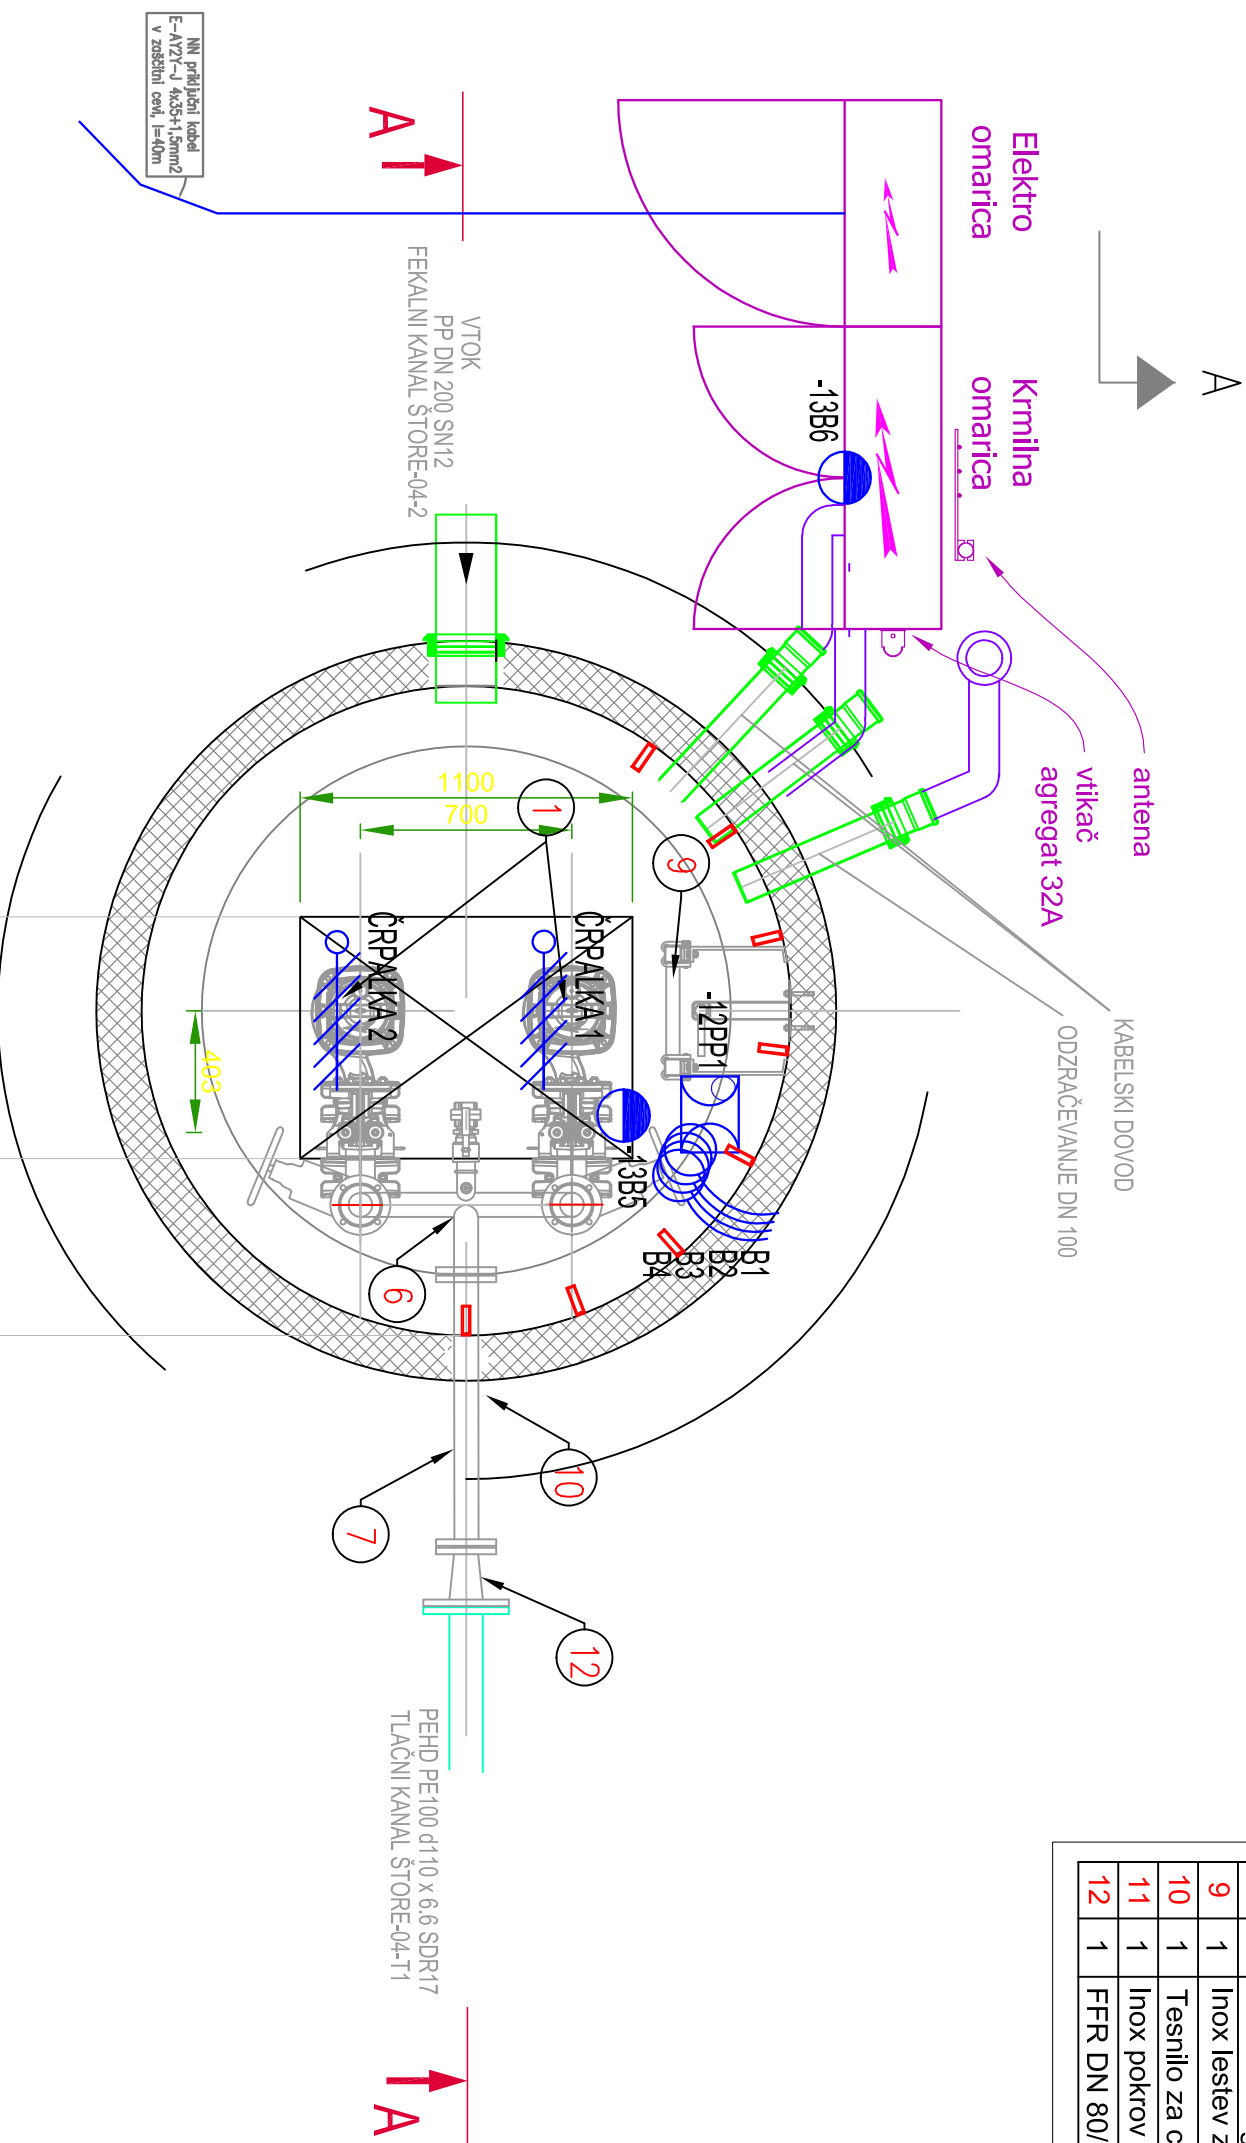 NN priključni kabel
E-AY2Y-J 4x35+1,5mm2
v zaščitni cevi, l=40m
A
Elektro
omarica
A
Krmilna
omarica
-13B6
VTOK
PP DN 200 SN12
FEKALNI KANAL ŠTORE-04-2
antena
vtikač
agregat 32A
KABELSKI DOVOD
ODZRAČEVANJE DN 100
1100
700
403
1
9
ČRPALKA 1
ČRPALKA 2
-12PP1
-13B5
B1
B2
B3
B4
6
10
7
12
PEHD PE100 d110 x 6.6 SDR17
TLAČNI KANAL ŠTORE-04-T1
A
9 1 Inox lestev
10 1 Tesnilo za
11 1 Inox pokrov
12 1 FFR DN 80/